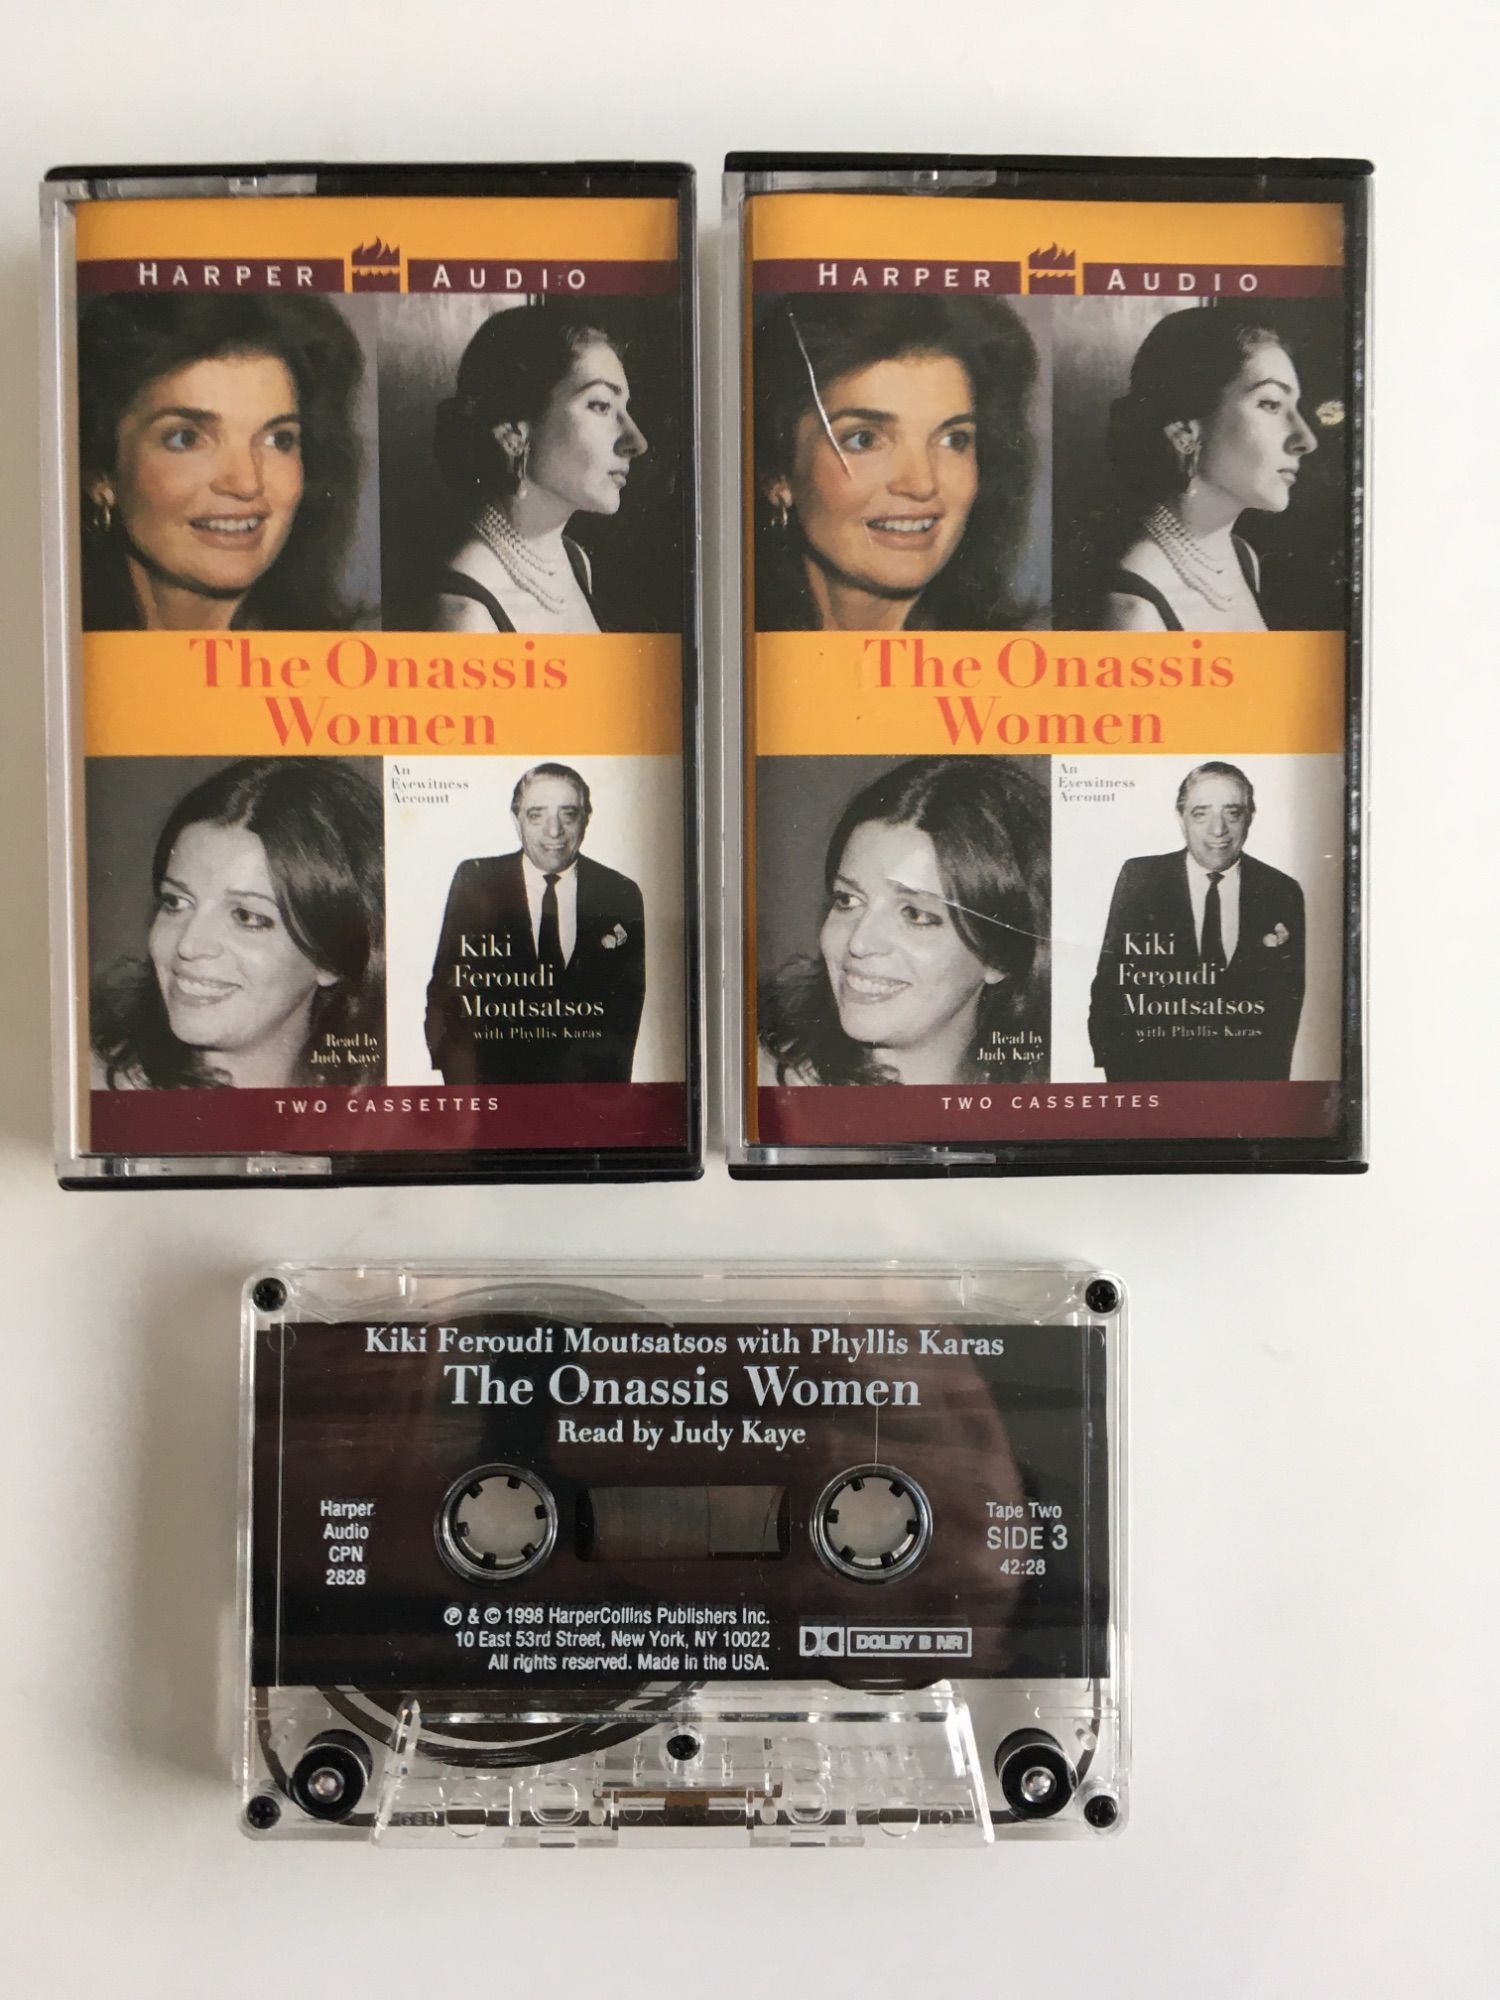 HARPER AUDIO
The Onassis
Women
An
Eyewitness
Account
Kiki
Feroudi
Moutsatsos
with Phyllis Karas
Read by
Judy Kaye
TWO CASSETTES
HARPER AUDIO
The Onassis
Women
An
Eyewitness
Account
Kiki
Feroudi
Moutsatsos
with Phyllis Karas
Read by
Judy Kaye
TWO CASSETTES
Kiki Feroudi Moutsatsos with Phyllis Karas
The Onassis Women
Read by Judy Kaye
Harper
Audio
CPN
2828
Tape Two
SIDE 3
42:28
℗ & © 1998 HarperCollins Publishers Inc.
10 East 53rd Street, New York, NY 10022
All rights reserved. Made in the USA.
DOLBY B NR